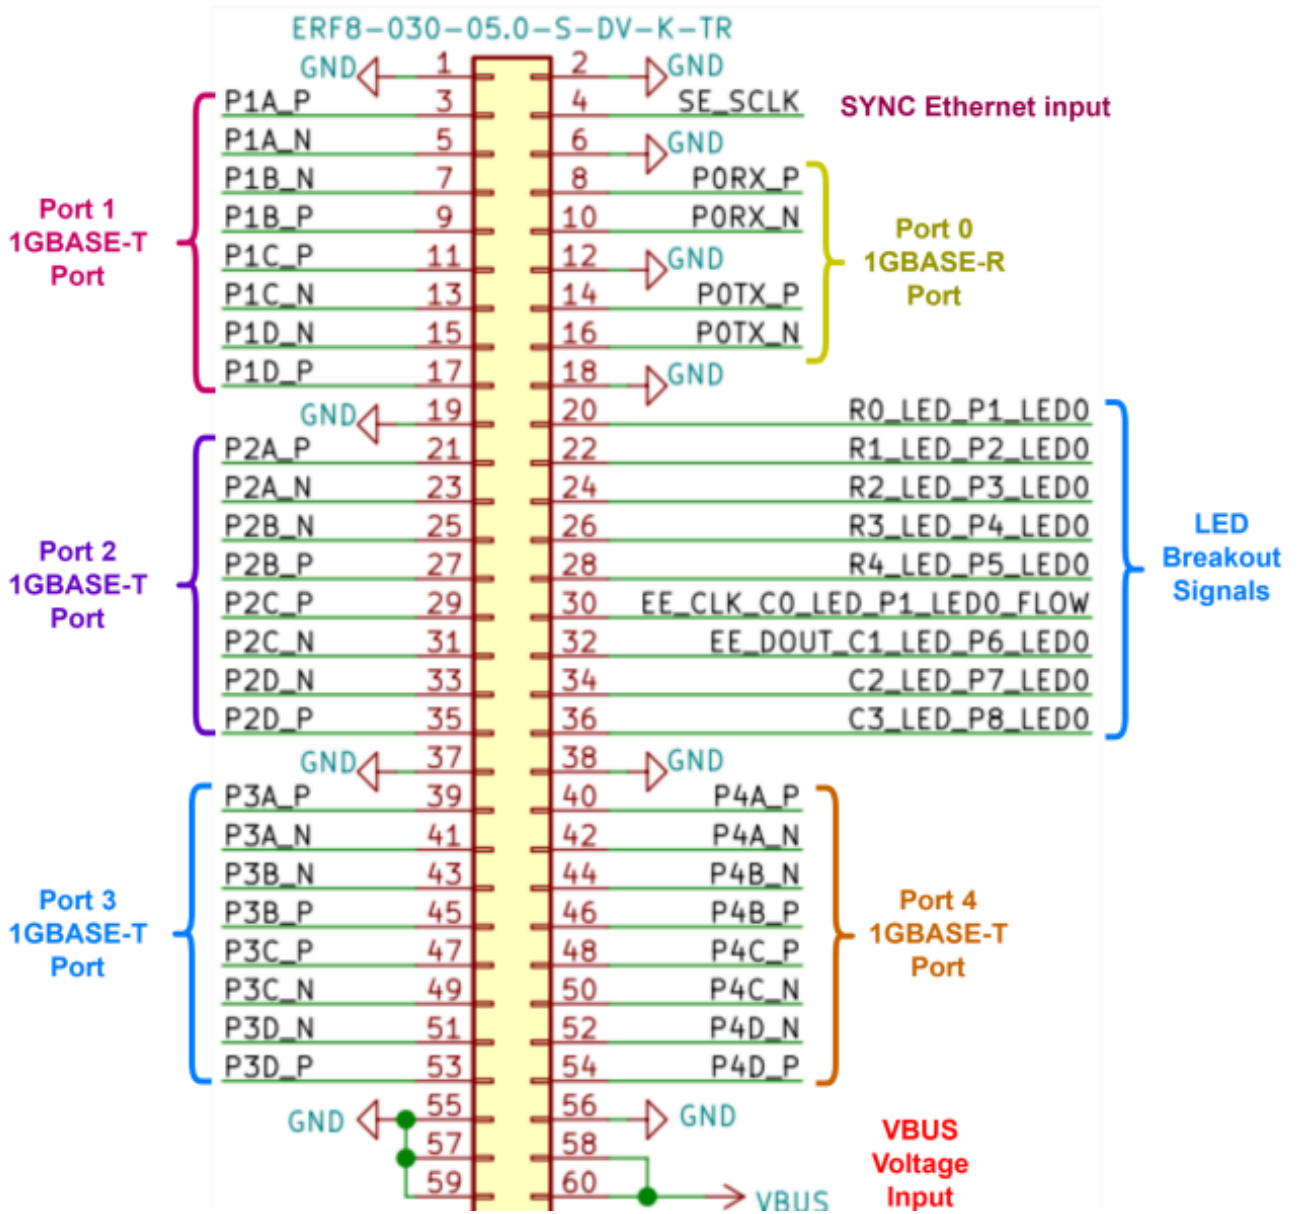 ERF8-030-05.0-S-DV-K-TR
GND 1 2 GND
P1A_P 3 4 SE_SCLK SYNC Ethernet input
P1A_N 5 6 GND
P1B_N 7 8 P0RX_P
P1B_P 9 10 P0RX_N
P1C_P 11 12 GND
P1C_N 13 14 P0TX_P
P1D_N 15 16 P0TX_N
P1D_P 17 18 GND
Port 1
1GBASE-T
Port
Port 0
1GBASE-R
Port
GND 19 20 R0_LED_P1_LED0
P2A_P 21 22 R1_LED_P2_LED0
P2A_N 23 24 R2_LED_P3_LED0
P2B_N 25 26 R3_LED_P4_LED0
P2B_P 27 28 R4_LED_P5_LED0
P2C_P 29 30 EE_CLK_C0_LED_P1_LED0_FLOW
P2C_N 31 32 EE_DOUT_C1_LED_P6_LED0
P2D_N 33 34 C2_LED_P7_LED0
P2D_P 35 36 C3_LED_P8_LED0
Port 2
1GBASE-T
Port
LED
Breakout
Signals
GND 37 38 GND
P3A_P 39 40 P4A_P
P3A_N 41 42 P4A_N
P3B_N 43 44 P4B_N
P3B_P 45 46 P4B_P
P3C_P 47 48 P4C_P
P3C_N 49 50 P4C_N
P3D_N 51 52 P4D_N
P3D_P 53 54 P4D_P
Port 3
1GBASE-T
Port
Port 4
1GBASE-T
Port
GND 55 56 GND
57 58
59 60 VBUS
VBUS
Voltage
Input